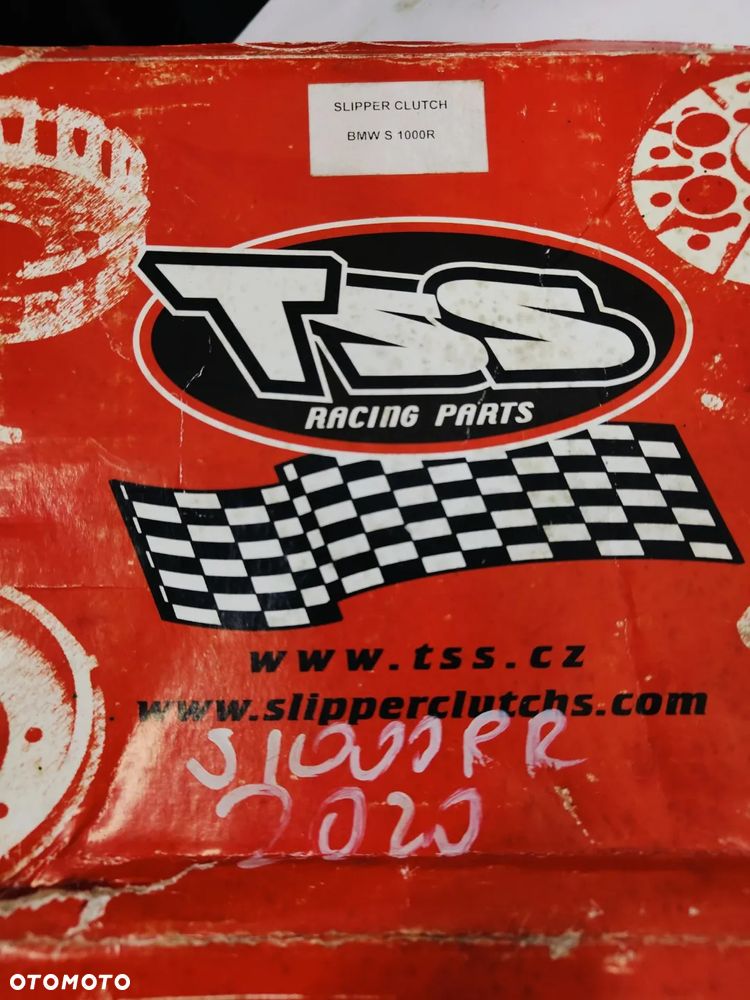 SLIPPER CLUTCH
BMW S 1000R
TSS
RACING PARTS
www.tss.cz
www.slipperclutchs.com
S1000RR
2020
OTOMOTO